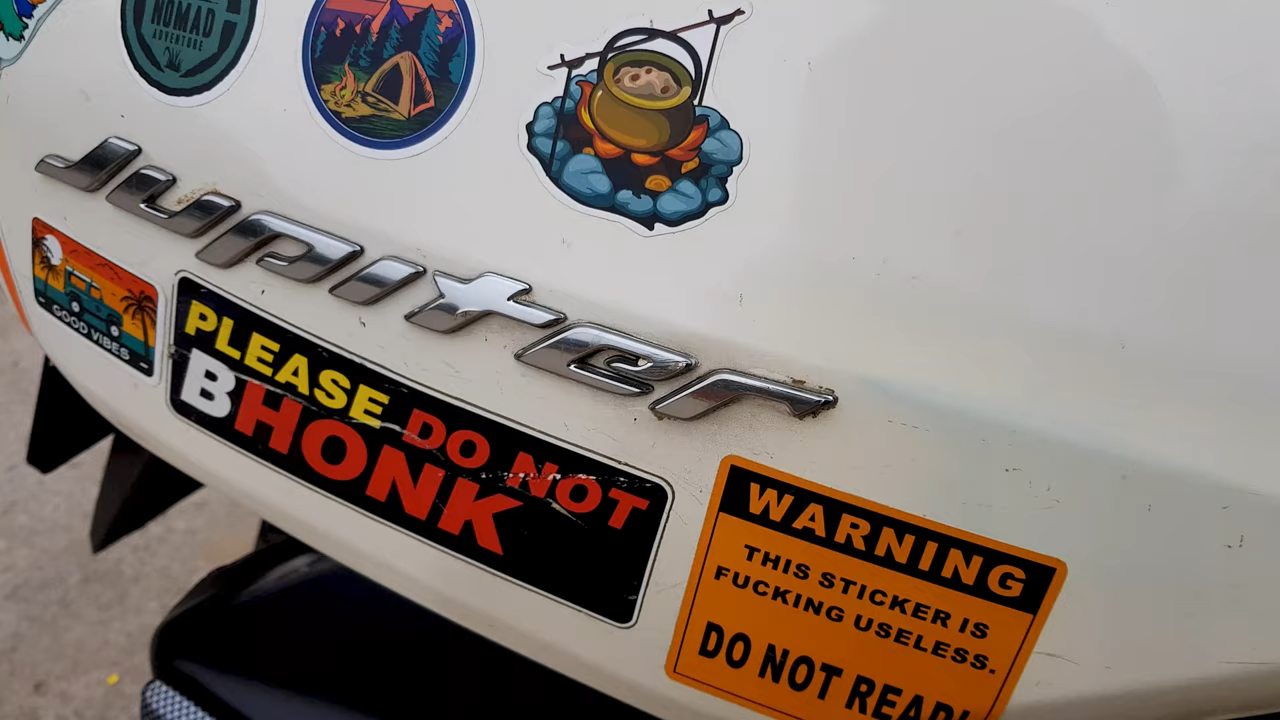 NOMAD
ADVENTURE
Jupiter
GOOD VIBES
PLEASE DO NOT
BHONK
WARNING
THIS STICKER IS
FUCKING USELESS.
DO NOT READ!